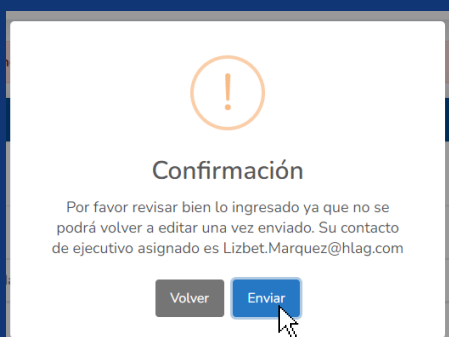 !
Confirmación
Por favor revisar bien lo ingresado ya que no se
podrá volver a editar una vez enviado. Su contacto
de ejecutivo asignado es Lizbet.Marquez@hlag.com
Volver
Enviar